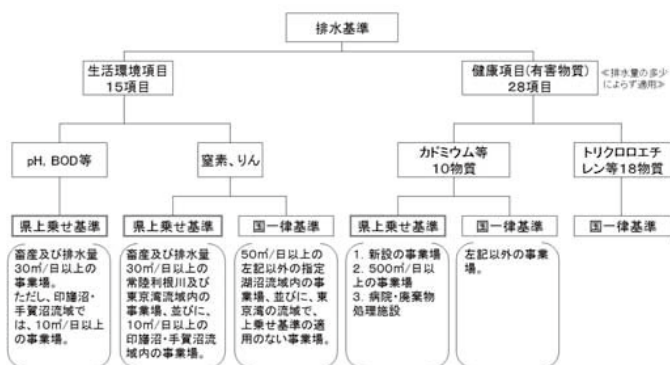 排水基準
生活環境項目
15項目
健康項目(有害物質)
28項目
≪排水量の多少
によらず適用≫
pH, BOD等
窒素、りん
カドミウム等
10物質
トリクロロエチ
レン等18物質
県上乗せ基準
県上乗せ基準
国一律基準
県上乗せ基準
国一律基準
国一律基準
畜産及び排水量
30㎥/日以上の事
業場。
ただし、印旛沼・
手賀沼流域で
は、10㎥/日以上
の事業場。
畜産及び排水量
30㎥/日以上の
常陸利根川及び
東京湾流域内の
事業場、並びに、
10㎥/日以上の
印旛沼・手賀沼流
域内の事業場。
50㎥/日以上の
左記以外の指定
湖沼流域内の事
業場、並びに、東
京湾の流域で、
上乗せ基準の適
用のない事業場。
1. 新設の事業場
2. 500㎥/日以
上の事業場
3. 病院・廃棄物
処理施設
左記以外の事業
場。